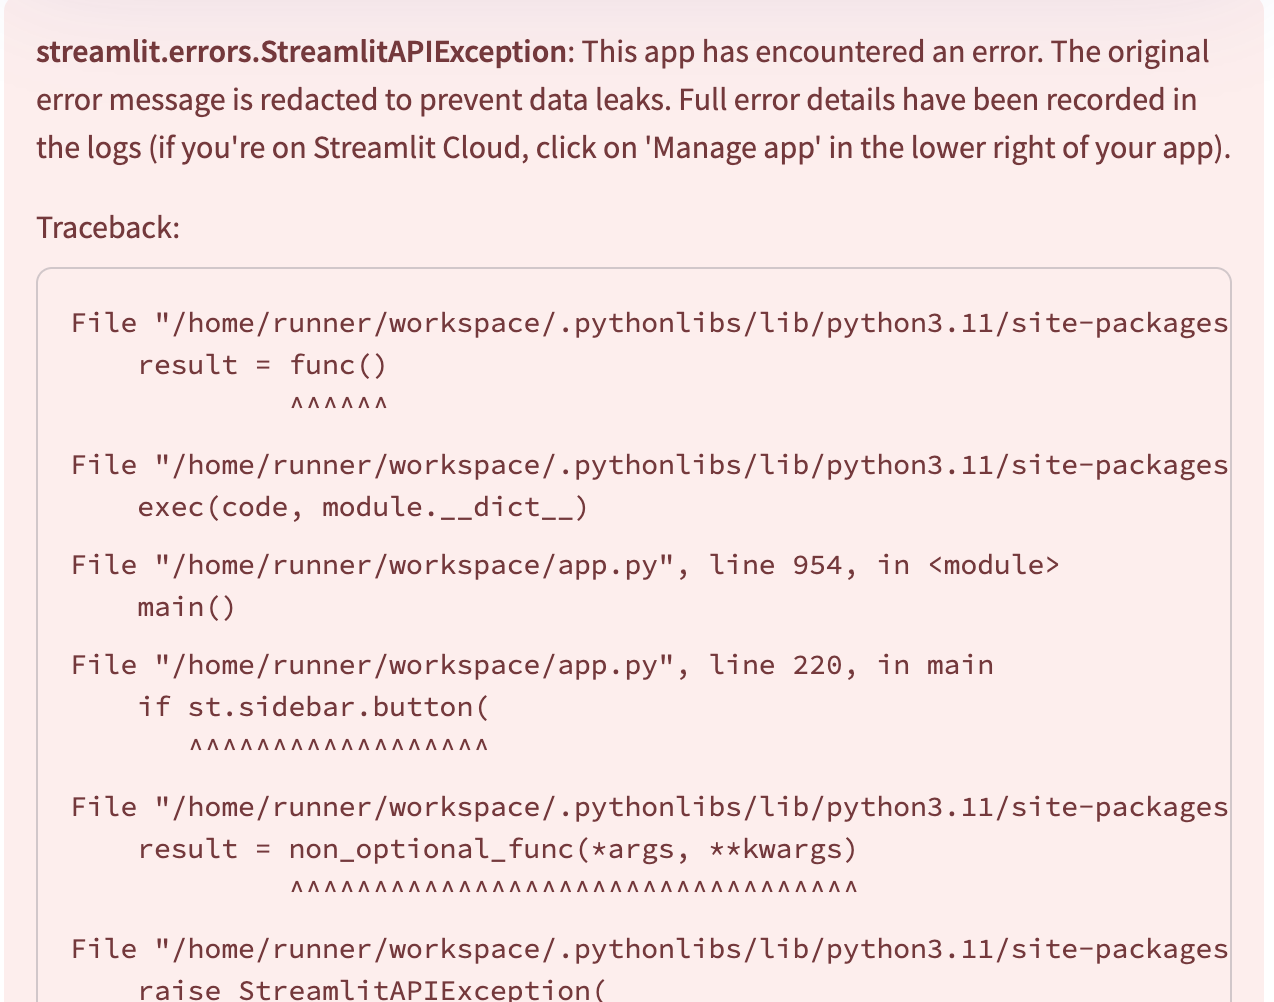 streamlit.errors.StreamlitAPIException: This app has encountered an error. The original
error message is redacted to prevent data leaks. Full error details have been recorded in
the logs (if you're on Streamlit Cloud, click on 'Manage app' in the lower right of your app).
Traceback:
File "/home/runner/workspace/.pythonlibs/lib/python3.11/site-packages
result = func()
^^^^^^
File "/home/runner/workspace/.pythonlibs/lib/python3.11/site-packages
exec(code, module.__dict__)
File "/home/runner/workspace/app.py", line 954, in <module>
main()
File "/home/runner/workspace/app.py", line 220, in main
if st.sidebar.button(
^^^^^^^^^^^^^^^^^^
File "/home/runner/workspace/.pythonlibs/lib/python3.11/site-packages
result = non_optional_func(*args, **kwargs)
^^^^^^^^^^^^^^^^^^^^^^^^^^^^^^^^^^
File "/home/runner/workspace/.pythonlibs/lib/python3.11/site-packages
raise StreamlitAPIException(